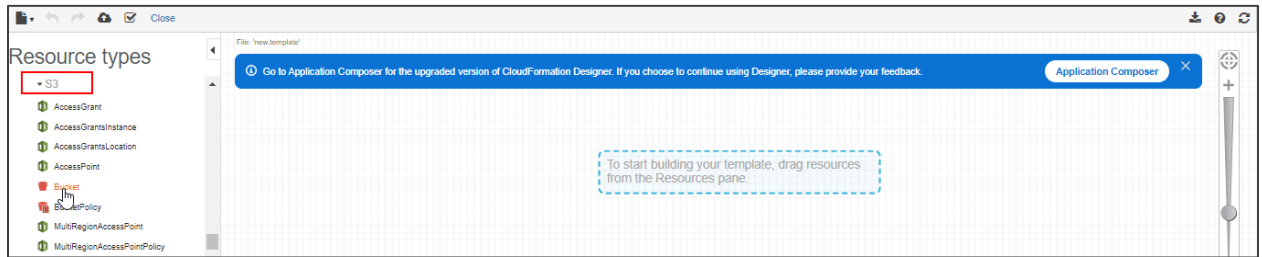 Close
Resource types
S3
AccessGrant
AccessGrantsInstance
AccessGrantsLocation
AccessPoint
Bucket
BucketPolicy
MultiRegionAccessPoint
MultiRegionAccessPointPolicy
File: 'new.template'
Go to Application Composer for the upgraded version of CloudFormation Designer. If you choose to continue using Designer, please provide your feedback.
Application Composer
To start building your template, drag resources
from the Resources pane.